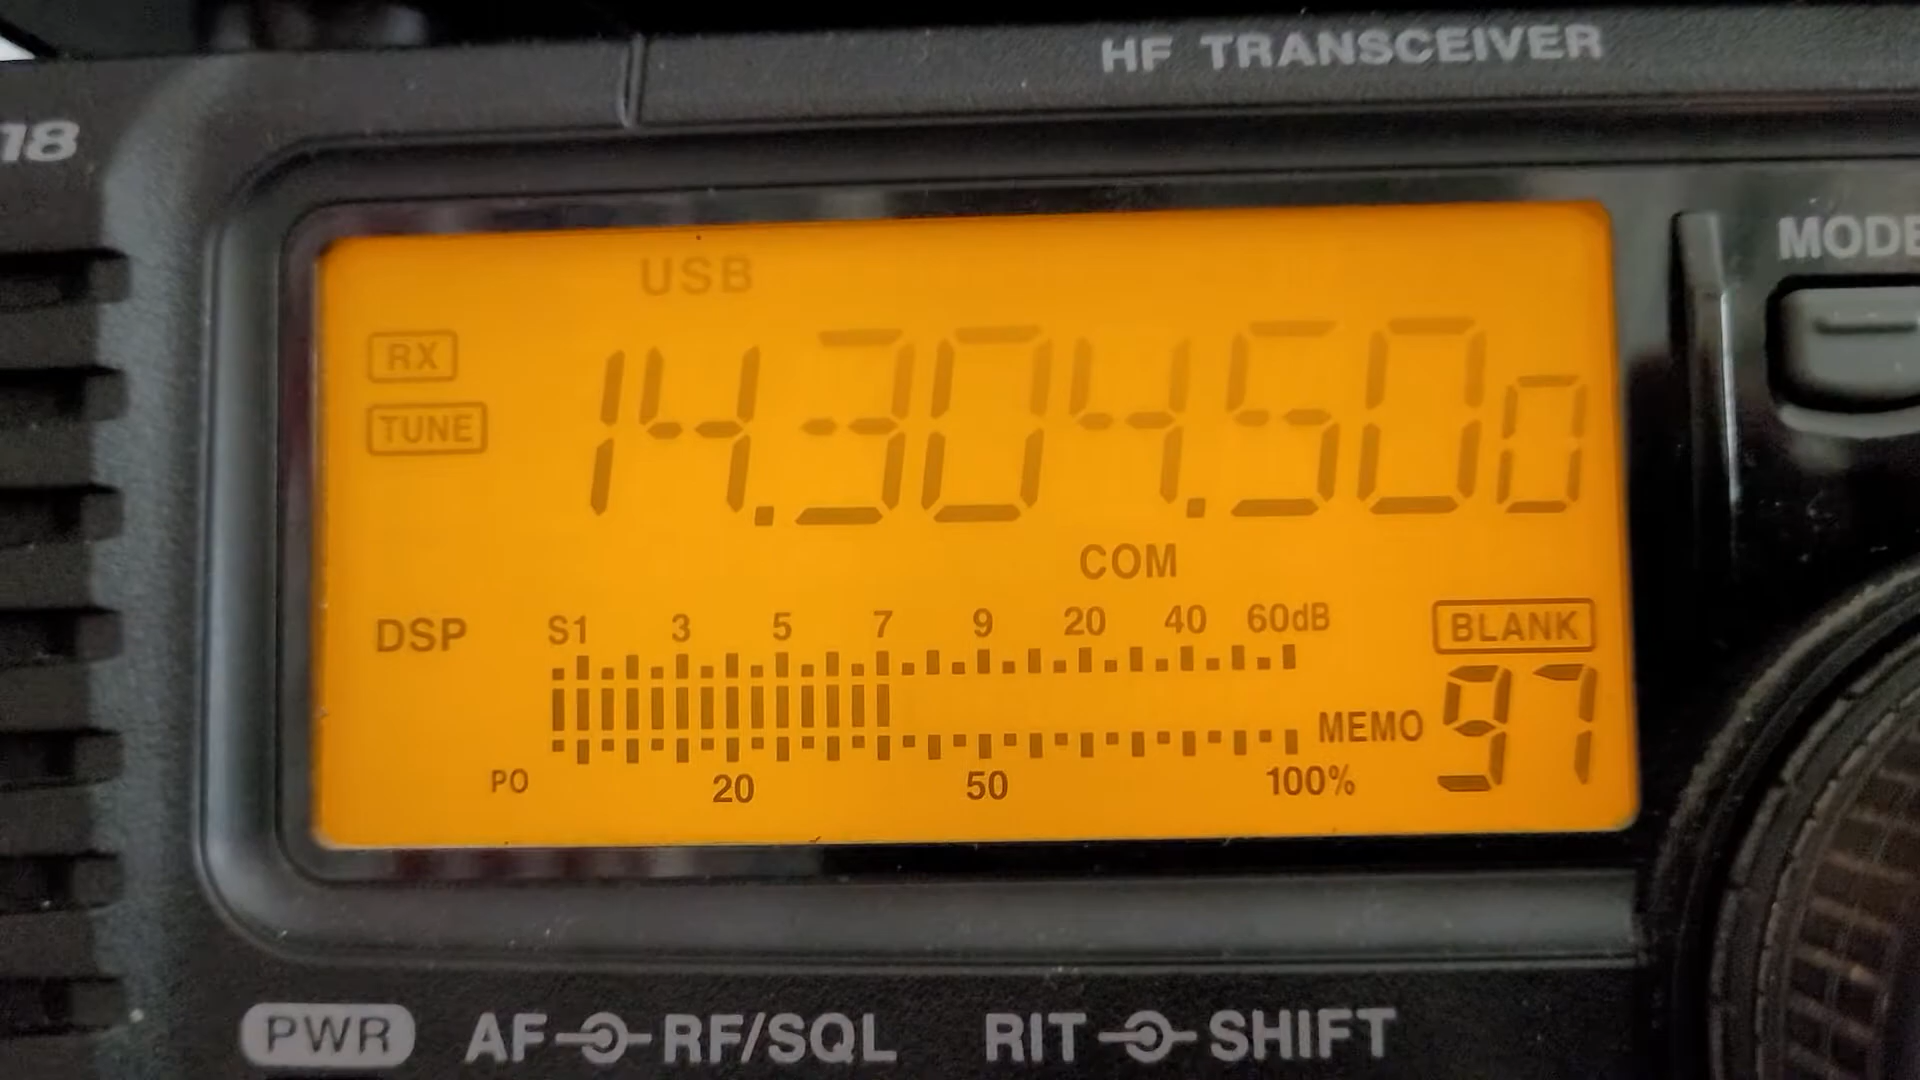 HF TRANSCEIVER
18
MODE
USB
RX
14.304.500
TUNE
COM
DSP
S1 3 5 7 9 20 40 60dB
BLANK
MEMO 97
PO 20 50 100%
PWR AF RF/SQL RIT SHIFT